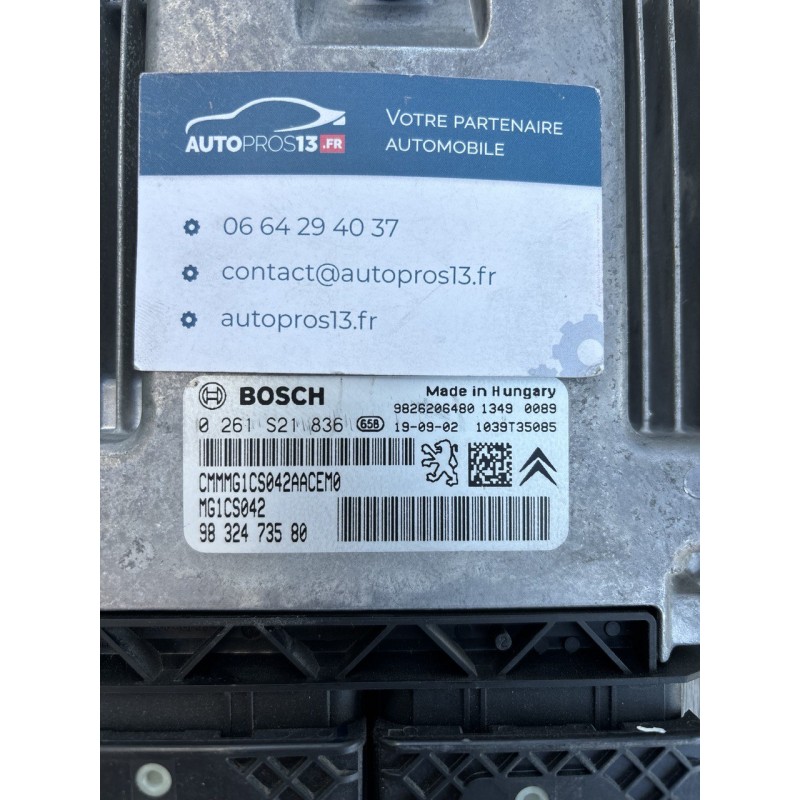 AUTOPROS13.FR
VOTRE PARTENAIRE
AUTOMOBILE
06 64 29 40 37
contact@autopros13.fr
autopros13.fr
BOSCH Made in Hungary
9826206480 1349 0089
0 261 S21 836 65B 19-09-02 1039T35085
CMMMG1CS042AACEM0
MG1CS042
98 324 735 80